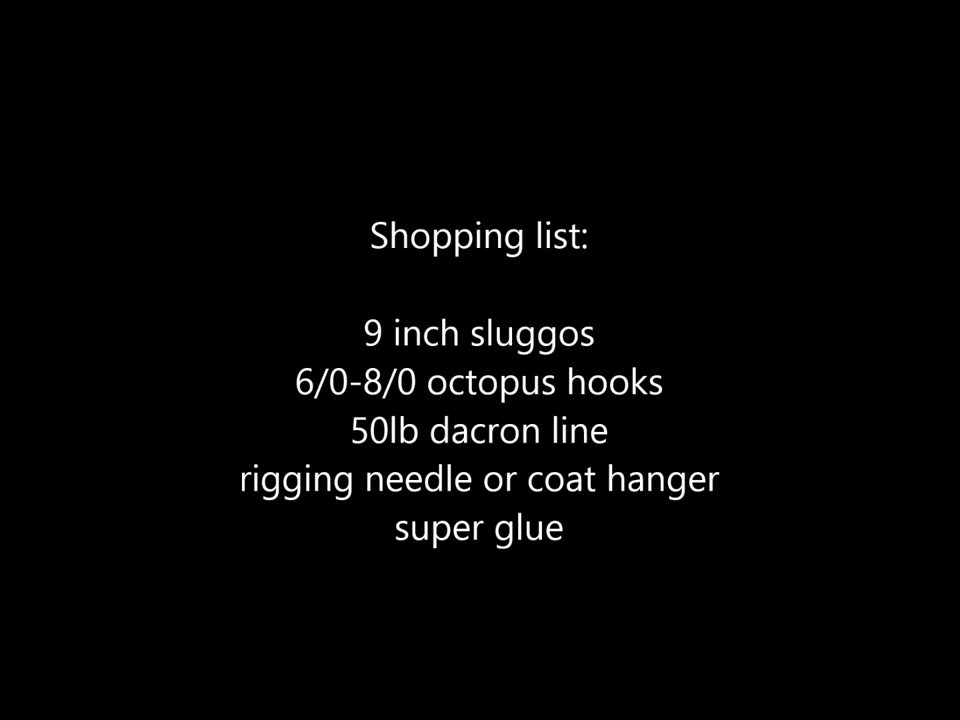 Shopping list:
9 inch sluggos
6/0-8/0 octopus hooks
50lb dacron line
rigging needle or coat hanger
super glue